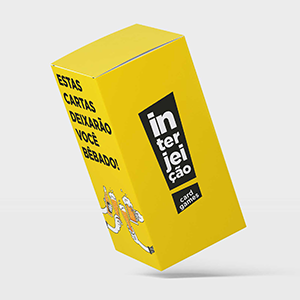 ESTAS
CARTAS
DEIXARÃO
VOCÊ
BÊBADO!
in
ter
jei
ção
card
games